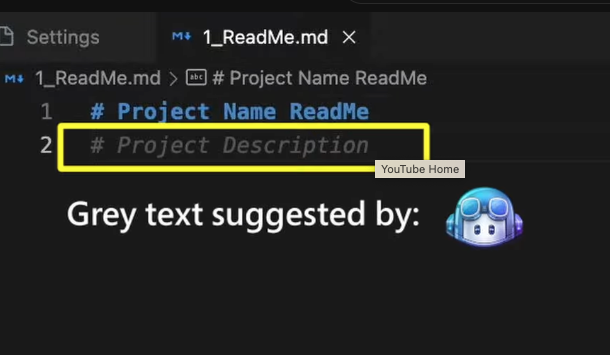 Settings
1_ReadMe.md
1_ReadMe.md > abc # Project Name ReadMe
1 # Project Name ReadMe
2 # Project Description
YouTube Home
Grey text suggested by: